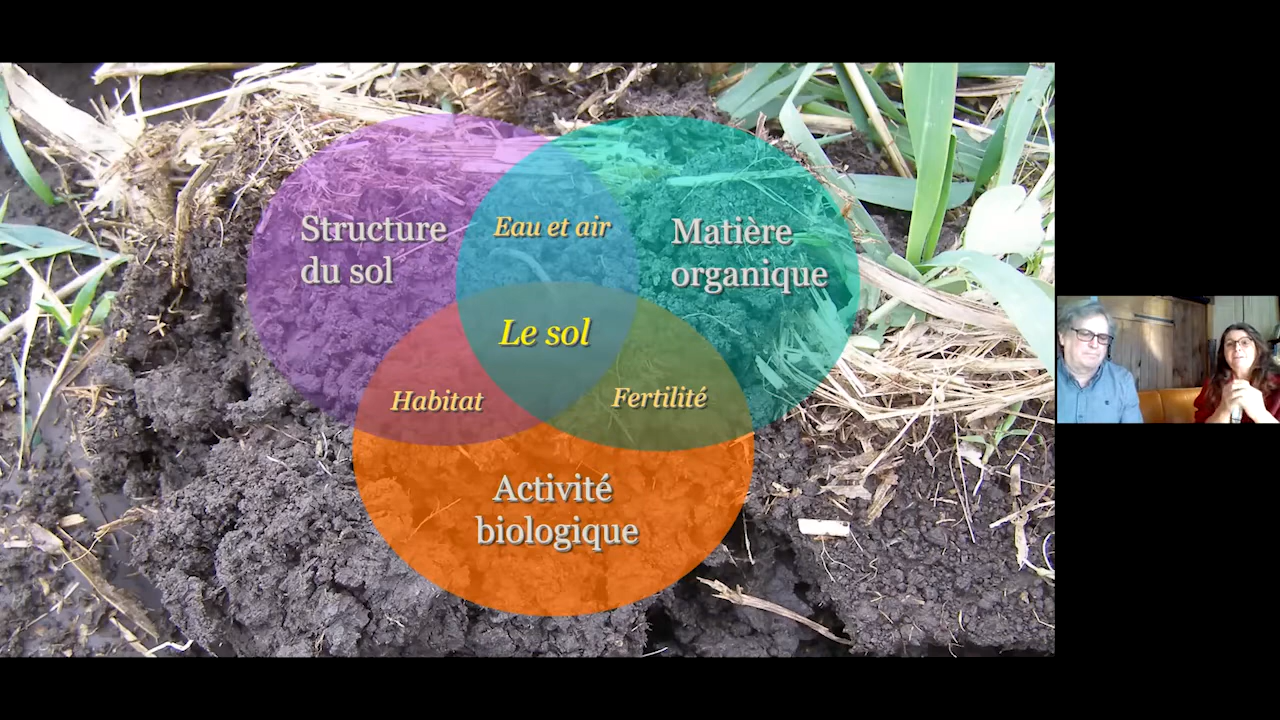 Structure
du sol
Eau et air
Matière
organique
Le sol
Habitat
Fertilité
Activité
biologique